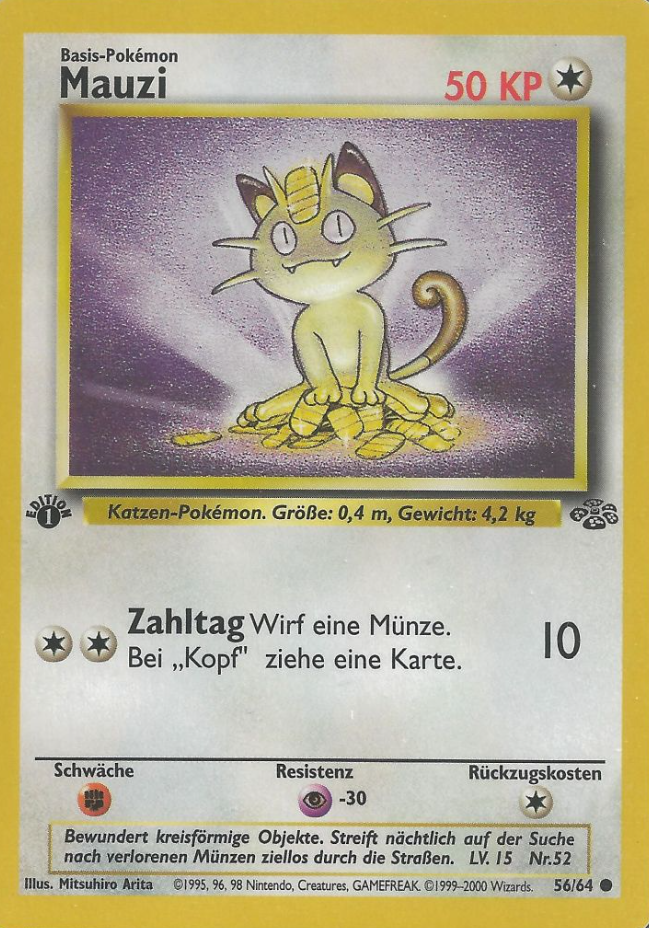 Basis-Pokémon
Mauzi
50 KP
EDITION
1
Katzen-Pokémon. Größe: 0,4 m, Gewicht: 4,2 kg
Zahltag Wirf eine Münze.
Bei „Kopf" ziehe eine Karte.
10
Schwäche Resistenz Rückzugskosten
-30
Bewundert kreisförmige Objekte. Streift nächtlich auf der Suche
nach verlorenen Münzen ziellos durch die Straßen. LV. 15 Nr.52
Illus. Mitsuhiro Arita ©1995, 96, 98 Nintendo, Creatures, GAMEFREAK. ©1999–2000 Wizards. 56/64